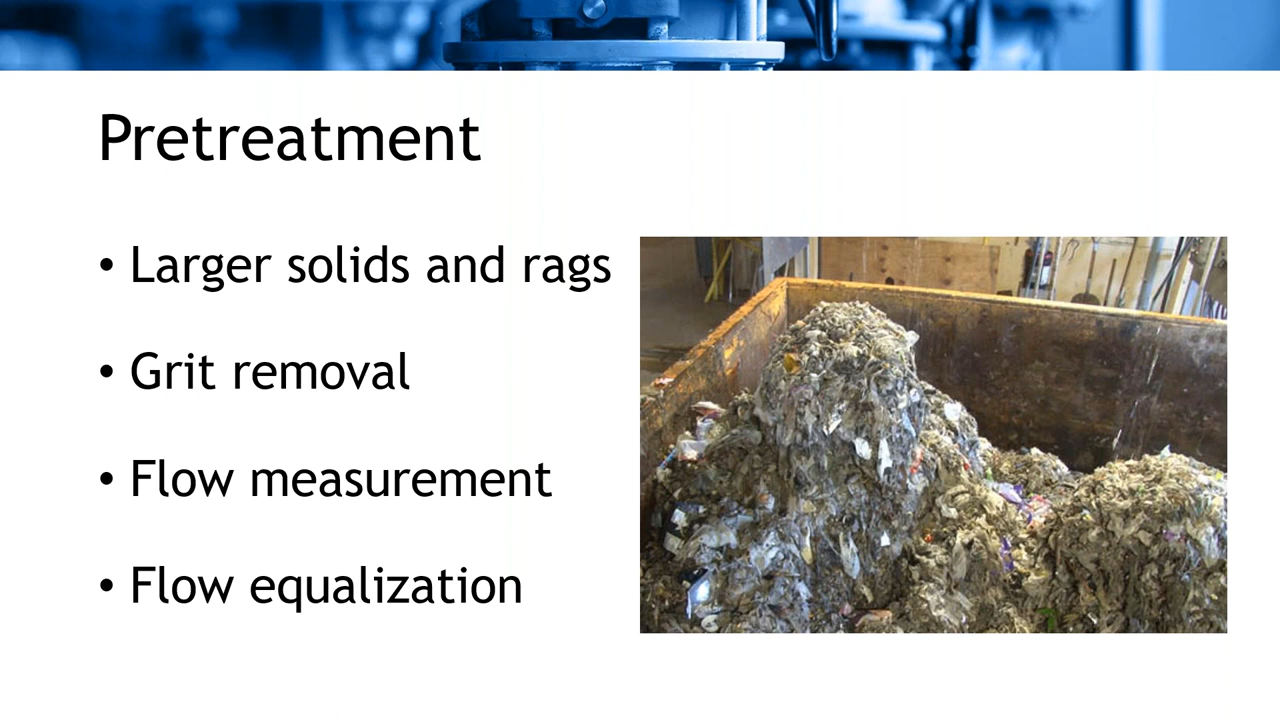 Pretreatment
• Larger solids and rags
• Grit removal
• Flow measurement
• Flow equalization